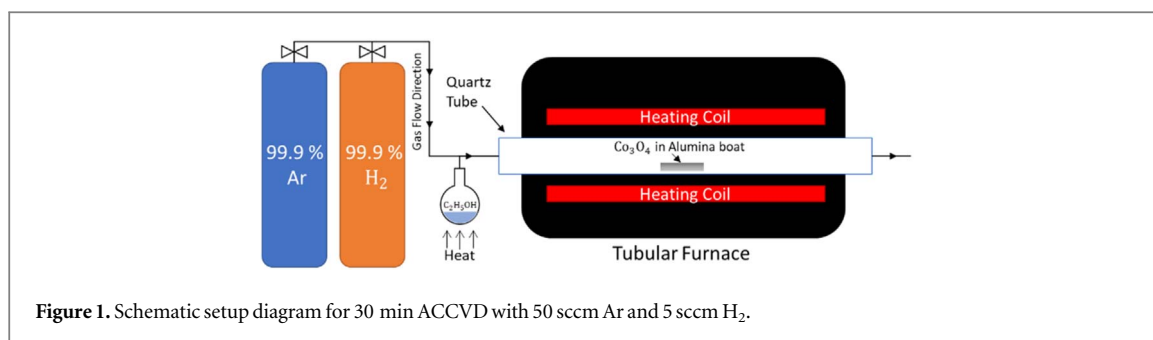 99.9 %
Ar
99.9 %
H₂
Gas Flow Direction
C₂H₅OH
Heat
Quartz
Tube
Heating Coil
Co₃O₄ in Alumina boat
Heating Coil
Tubular Furnace
Figure 1. Schematic setup diagram for 30 min ACCVD with 50 sccm Ar and 5 sccm H₂.